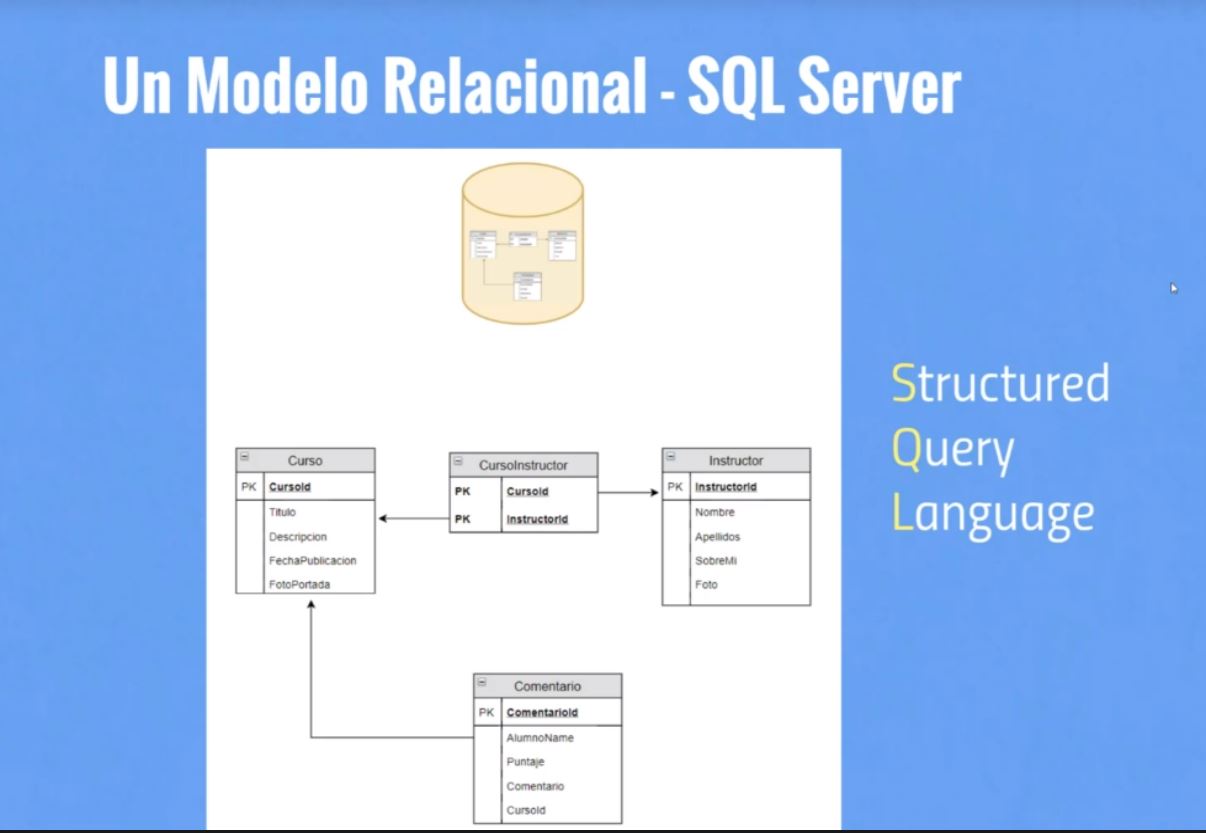 Un Modelo Relacional - SQL Server
Structured
Query
Language
Curso
PK CursoId
Titulo
Descripcion
FechaPublicacion
FotoPortada
CursoInstructor
PK CursoId
PK InstructorId
Instructor
PK InstructorId
Nombre
Apellidos
SobreMi
Foto
Comentario
PK ComentarioId
AlumnoName
Puntaje
Comentario
CursoId